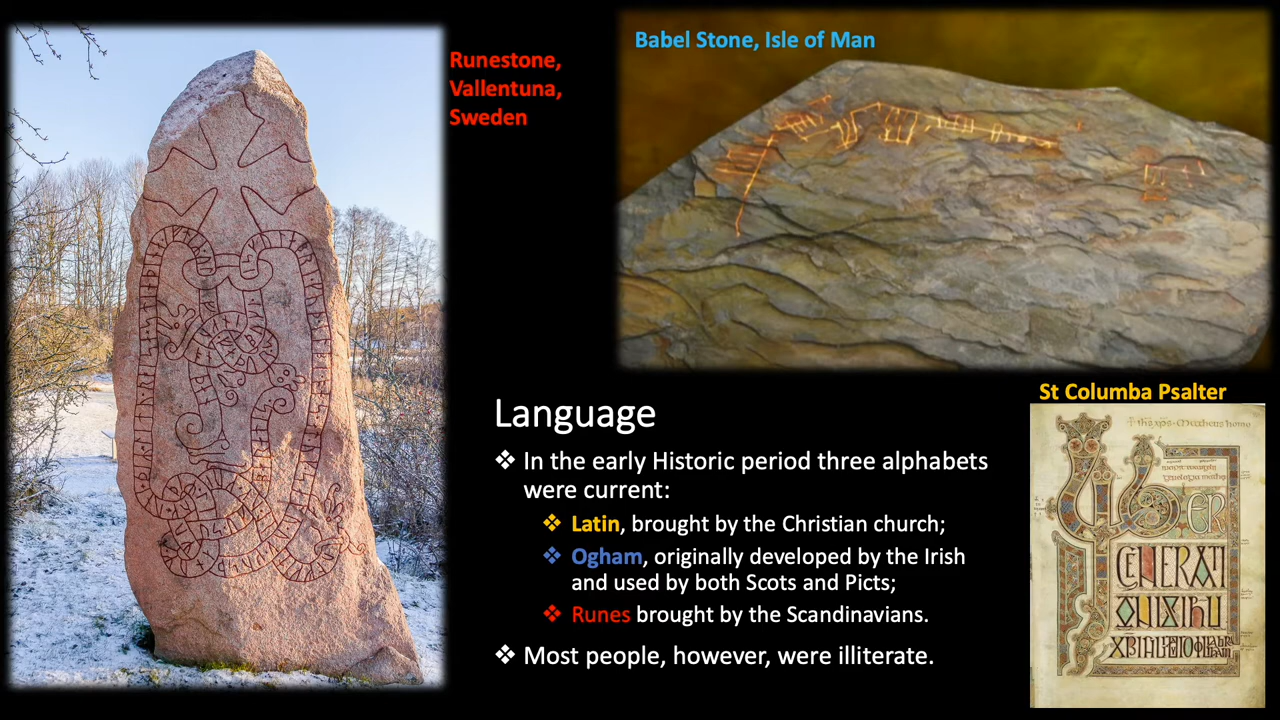 Runestone,
Vallentuna,
Sweden
Babel Stone, Isle of Man
Language
❖ In the early Historic period three alphabets
were current:
❖ Latin, brought by the Christian church;
❖ Ogham, originally developed by the Irish
and used by both Scots and Picts;
❖ Runes brought by the Scandinavians.
❖ Most people, however, were illiterate.
St Columba Psalter